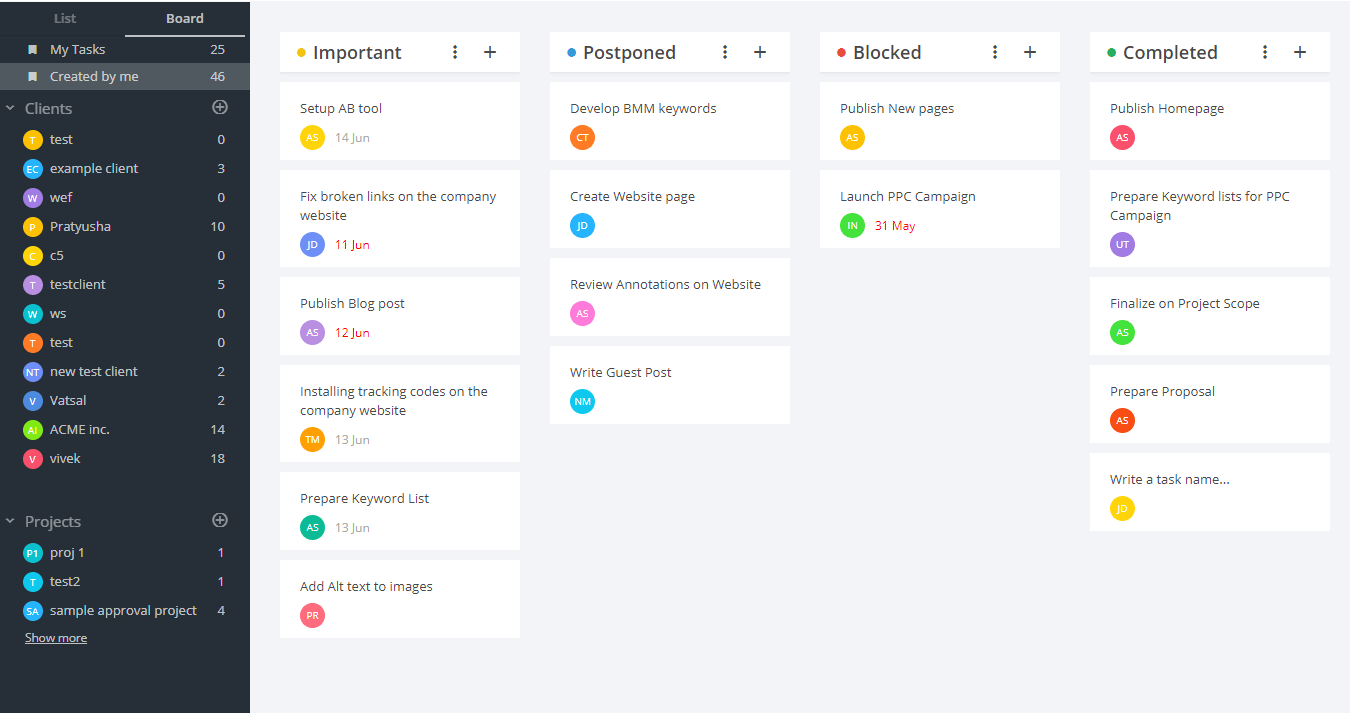 List Board
My Tasks 25
Created by me 46
Clients
T test 0
EC example client 3
W wef 0
P Pratyusha 10
C c5 0
T testclient 5
W ws 0
T test 0
NT new test client 2
V Vatsal 2
AI ACME inc. 14
V vivek 18
Projects
P1 proj 1 1
T test2 1
SA sample approval project 4
Show more
Important
Setup AB tool
AS 14 Jun
Fix broken links on the company
website
JD 11 Jun
Publish Blog post
AS 12 Jun
Installing tracking codes on the
company website
TM 13 Jun
Prepare Keyword List
AS 13 Jun
Add Alt text to images
PR
Postponed
Develop BMM keywords
CT
Create Website page
JD
Review Annotations on Website
AS
Write Guest Post
NM
Blocked
Publish New pages
AS
Launch PPC Campaign
IN 31 May
Completed
Publish Homepage
AS
Prepare Keyword lists for PPC
Campaign
UT
Finalize on Project Scope
AS
Prepare Proposal
AS
Write a task name...
JD